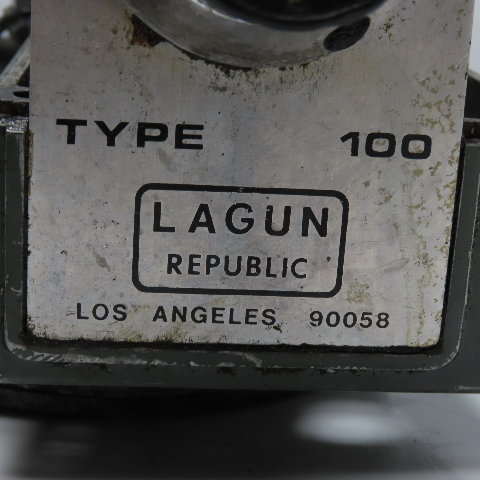 TYPE 100
LAGUN
REPUBLIC
LOS ANGELES 90058